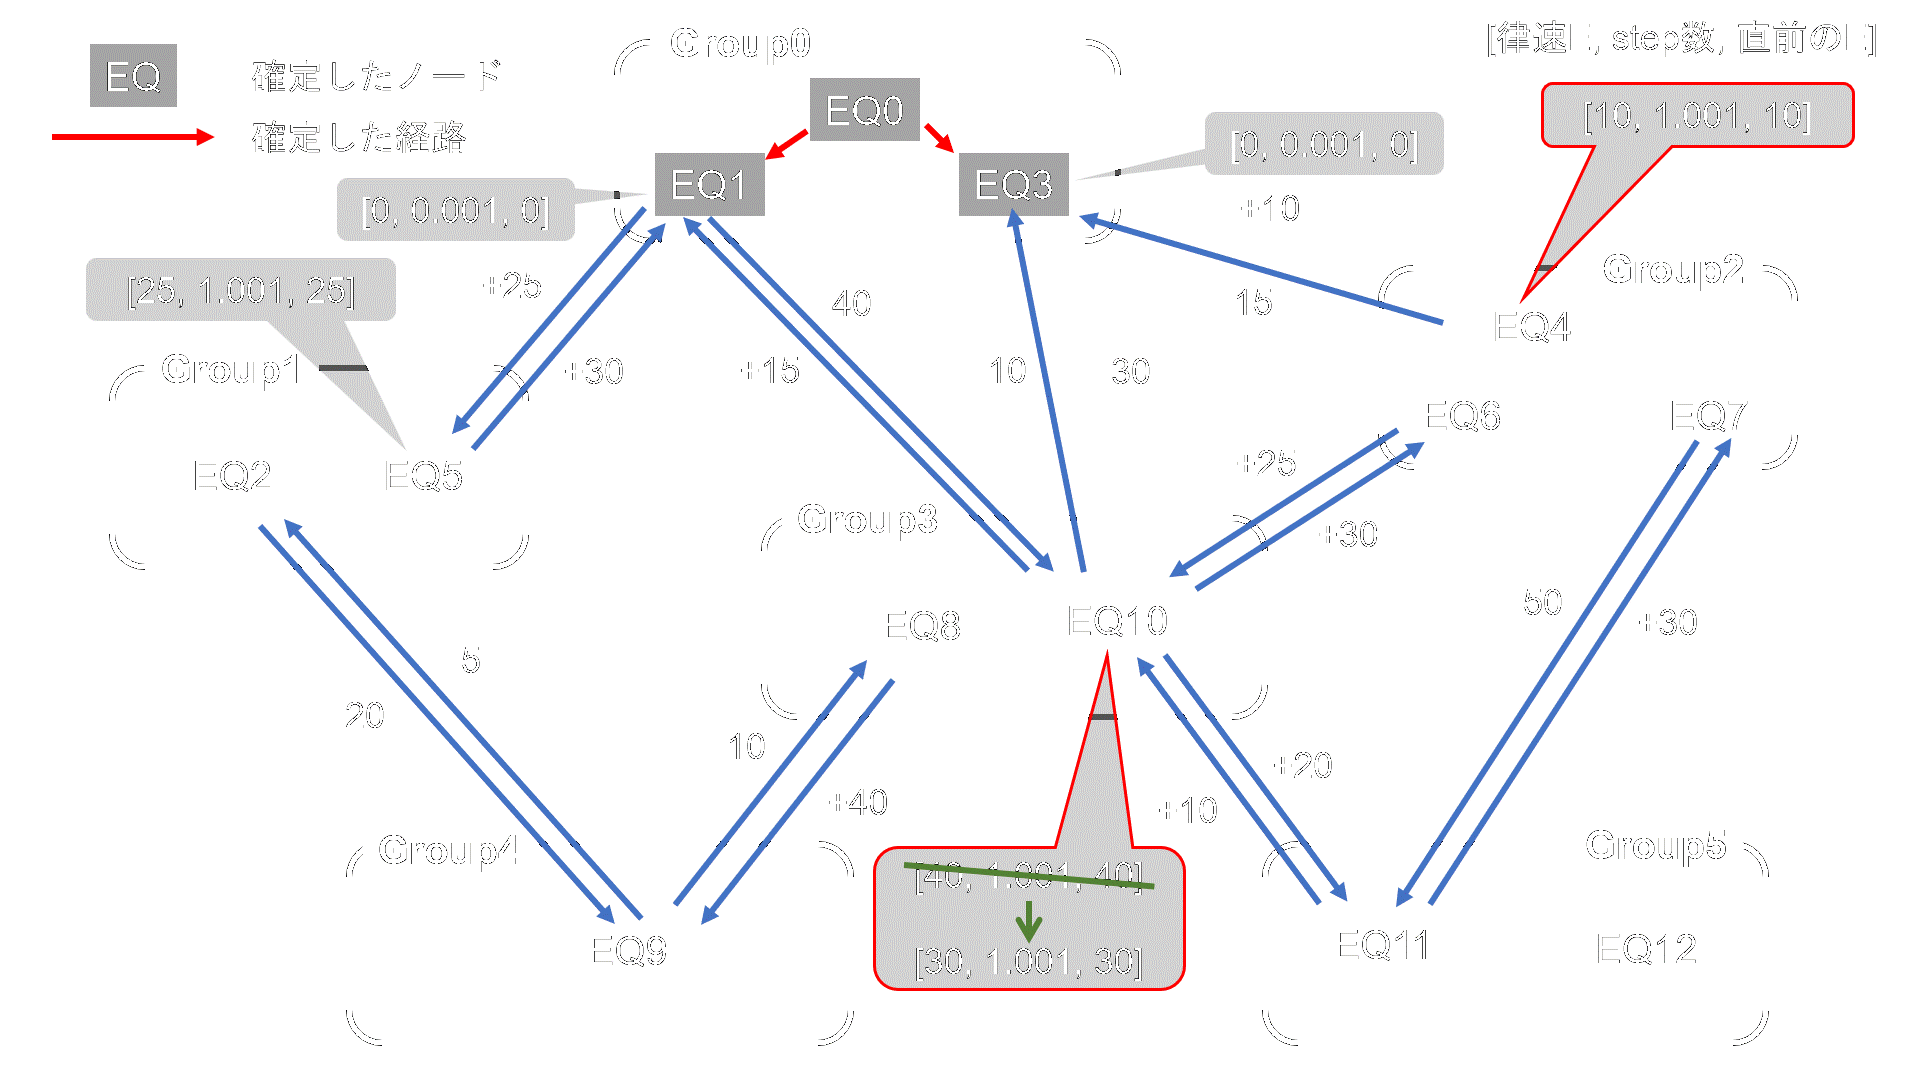 EQ 確定したノード
確定した経路
Group0
[律速E, step数, 直前のE]
EQ0
[10, 1.001, 10]
[0, 0.001, 0]
EQ1
EQ3
[0, 0.001, 0]
+10
[25, 1.001, 25]
+25
40
15
Group2
EQ4
Group1
+30
+15
10
30
EQ6
EQ7
EQ2
EQ5
+25
Group3
+30
50
+30
EQ8
EQ10
5
20
10
+40
+20
+10
Group4
Group5
[40, 1.001, 40]
[30, 1.001, 30]
EQ9
EQ11
EQ12